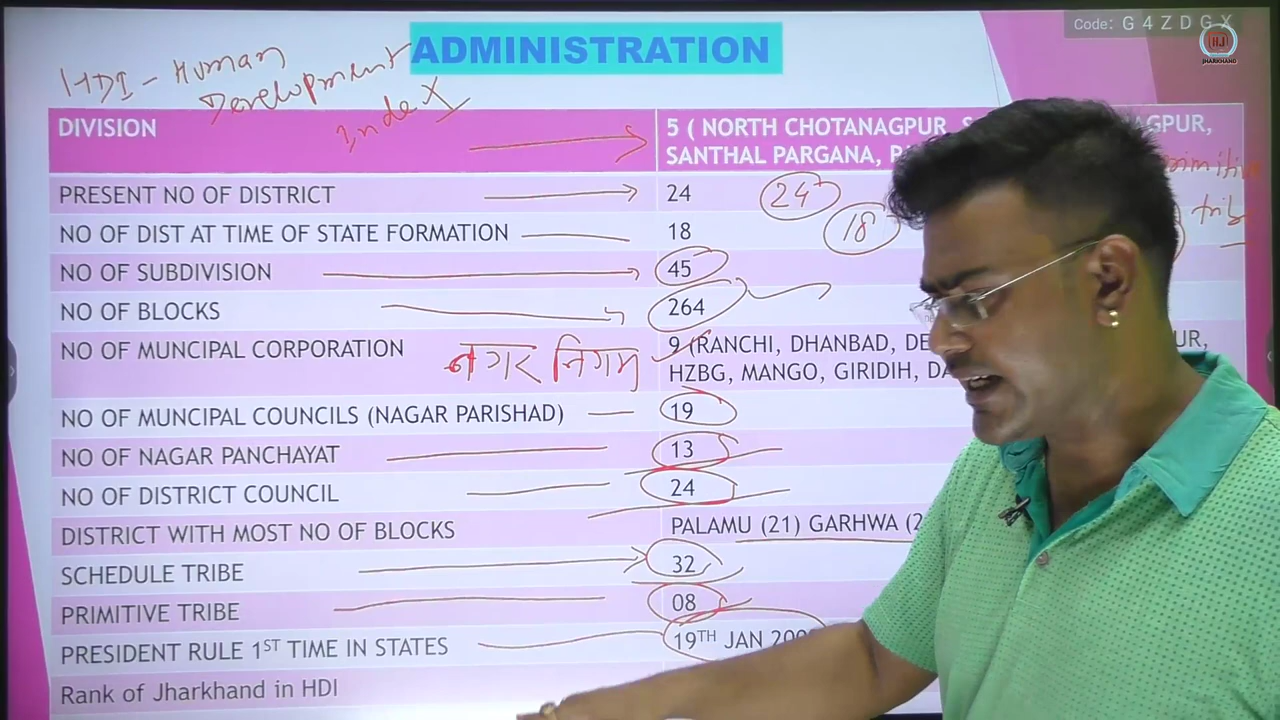 Code: G4ZDGX
JHARKHAND
ADMINISTRATION
HDI - Human
Development
Index
DIVISION
5 ( NORTH CHOTANAGPUR,
SANTHAL PARGANA,
PRESENT NO OF DISTRICT
24
24
tribe
NO OF DIST AT TIME OF STATE FORMATION
18
18
NO OF SUBDIVISION
45
NO OF BLOCKS
264
NO OF MUNCIPAL CORPORATION
नगर निगम
9 (RANCHI, DHANBAD,
HZBG, MANGO, GIRIDIH,
NO OF MUNCIPAL COUNCILS (NAGAR PARISHAD)
19
NO OF NAGAR PANCHAYAT
13
NO OF DISTRICT COUNCIL
24
DISTRICT WITH MOST NO OF BLOCKS
PALAMU (21) GARHWA
SCHEDULE TRIBE
32
PRIMITIVE TRIBE
08
PRESIDENT RULE 1ST TIME IN STATES
19TH JAN
Rank of Jharkhand in HDI